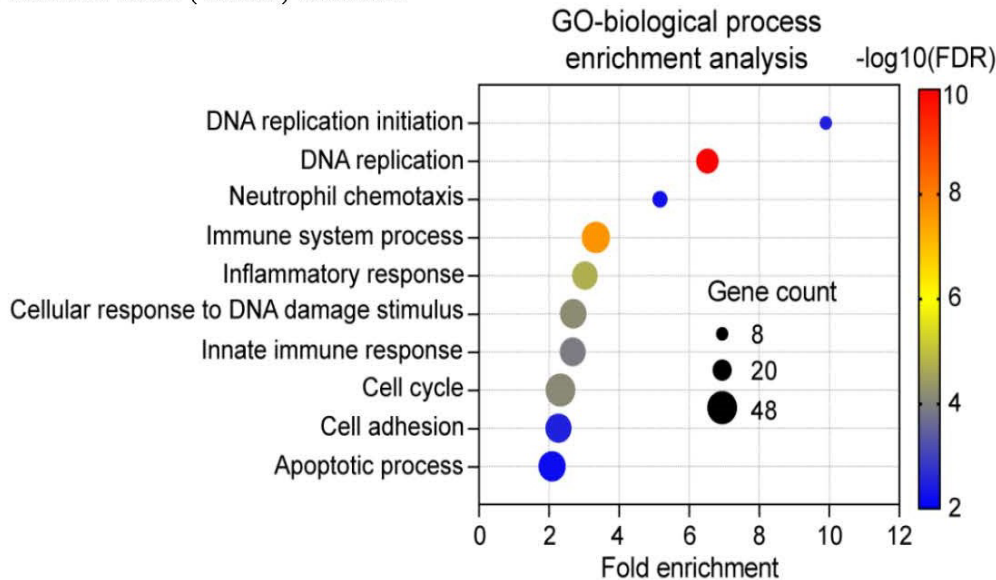 GO-biological process
enrichment analysis
-log10(FDR)
DNA replication initiation
DNA replication
Neutrophil chemotaxis
Immune system process
Inflammatory response
Cellular response to DNA damage stimulus
Innate immune response
Cell cycle
Cell adhesion
Apoptotic process
Gene count
8
20
48
10
8
6
4
2
0 2 4 6 8 10 12
Fold enrichment